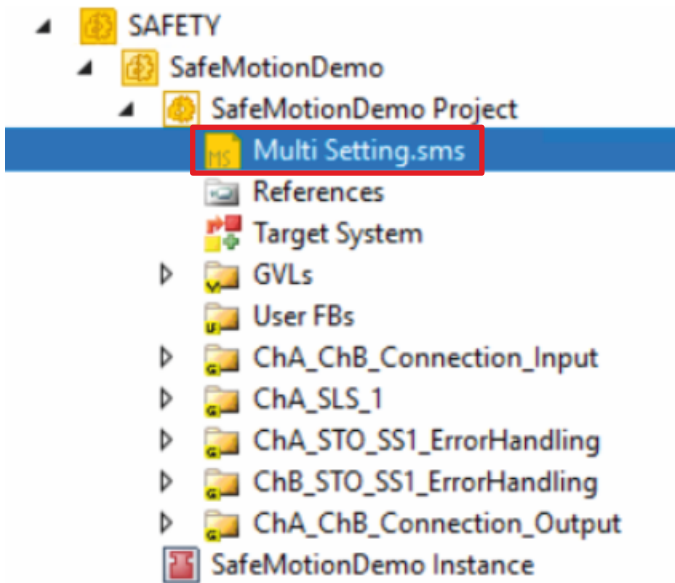 SAFETY
SafeMotionDemo
SafeMotionDemo Project
MS Multi Setting.sms
References
Target System
GVLs
User FBs
ChA_ChB_Connection_Input
ChA_SLS_1
ChA_STO_SS1_ErrorHandling
ChB_STO_SS1_ErrorHandling
ChA_ChB_Connection_Output
SafeMotionDemo Instance